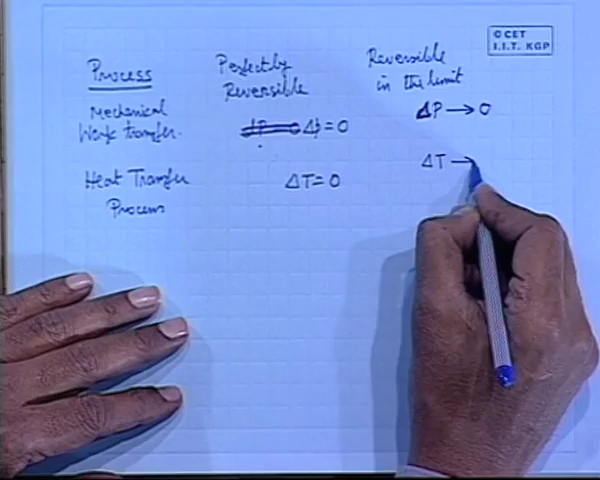 © CET
I.I.T. KGP
Process
Perfectly
Reversible
Reversible
in the limit
Mechanical
Work transfer.
Δp = 0
ΔP → 0
Heat Transfer
Process
ΔT = 0
ΔT →